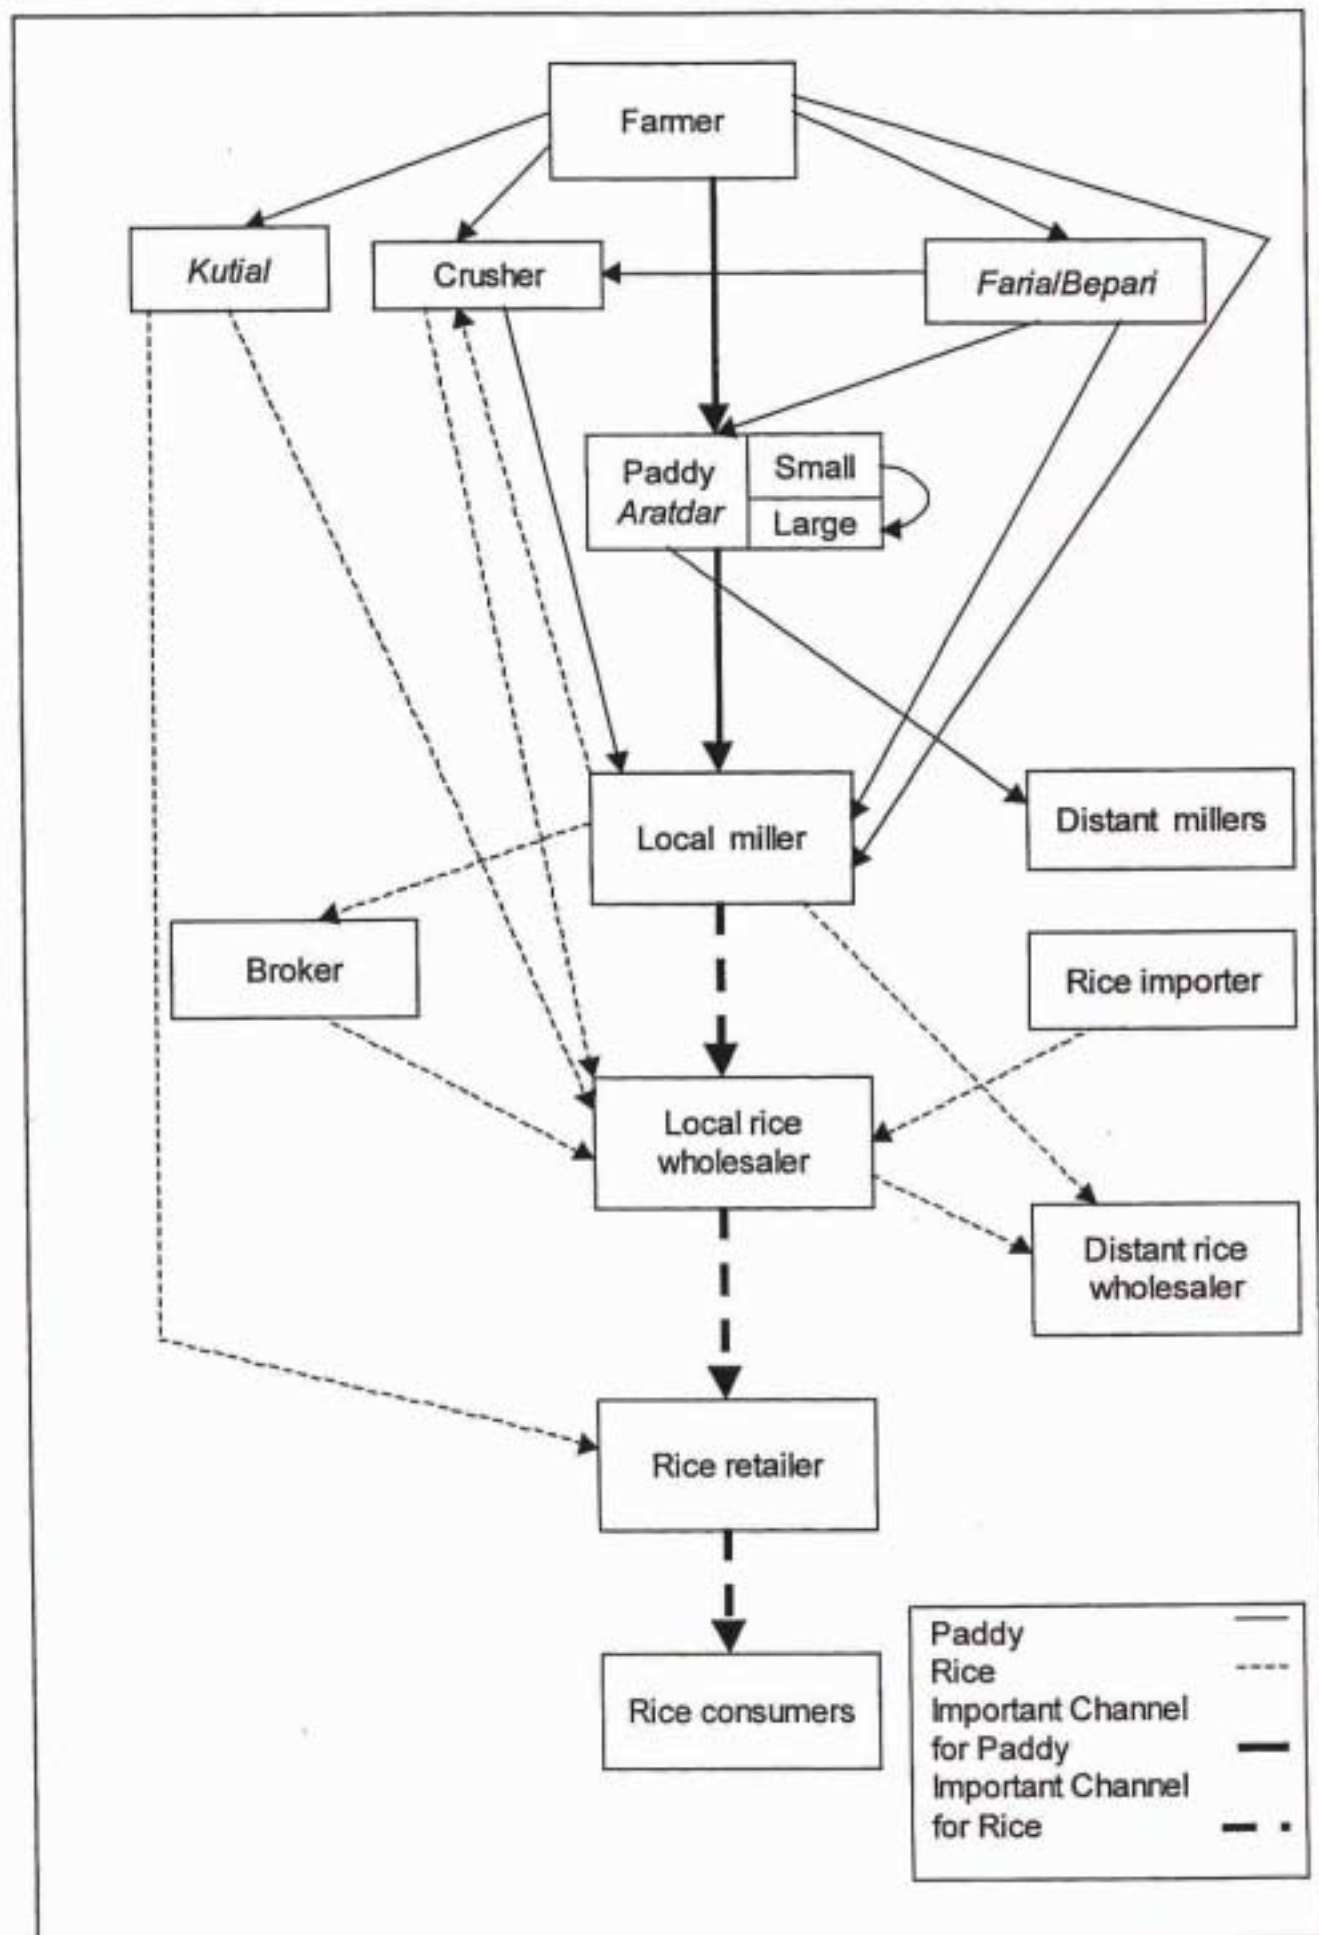 Farmer
Kutial
Crusher
Faria/Bepari
Paddy
Aratdar
Small
Large
Local miller
Distant millers
Broker
Rice importer
Local rice
wholesaler
Distant rice
wholesaler
Rice retailer
Rice consumers
Paddy
Rice
Important Channel
for Paddy
Important Channel
for Rice